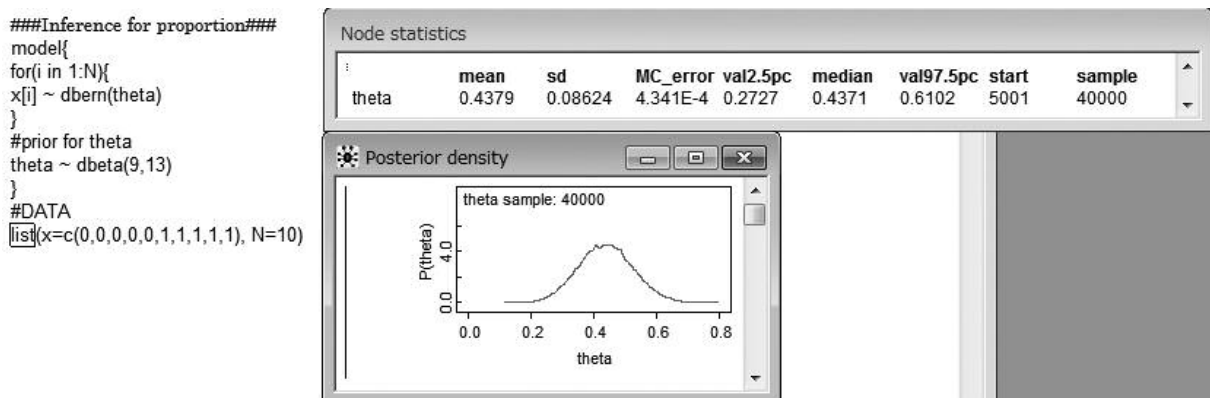 ###Inference for proportion###
model{
for(i in 1:N){
x[i] ~ dbern(theta)
}
#prior for theta
theta ~ dbeta(9,13)
}
#DATA
list(x=c(0,0,0,0,0,1,1,1,1,1), N=10)
Node statistics
mean sd MC_error val2.5pc median val97.5pc start sample
theta 0.4379 0.08624 4.341E-4 0.2727 0.4371 0.6102 5001 40000
Posterior density
theta sample: 40000
P(theta)
4.0
0.0
0.0 0.2 0.4 0.6 0.8
theta